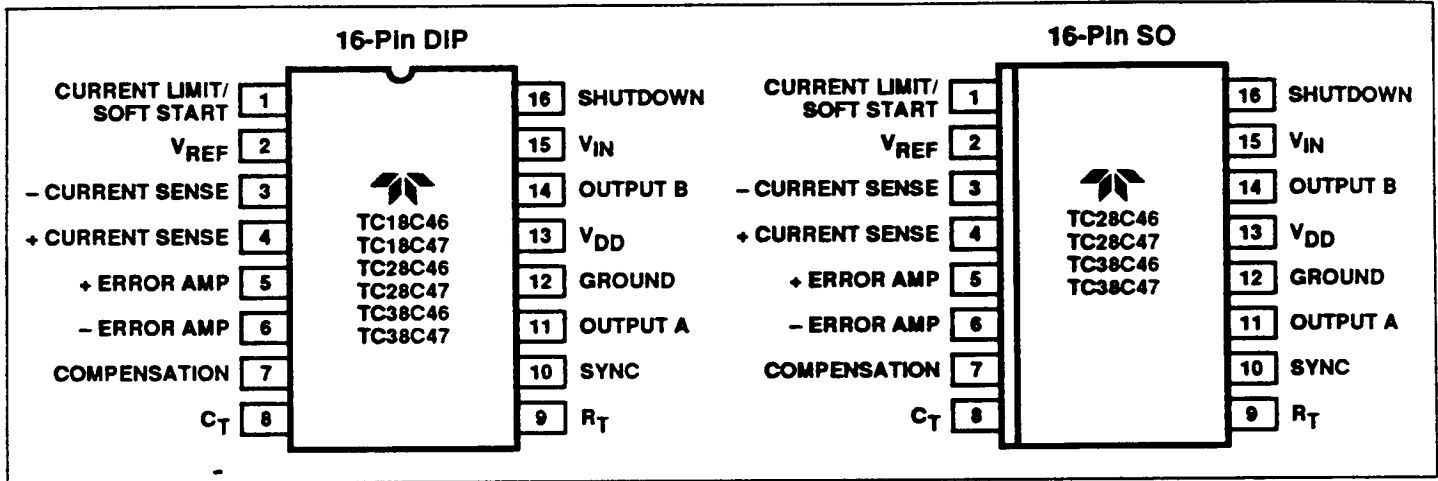 16-Pin DIP
CURRENT LIMIT/
SOFT START
1
VREF 2
– CURRENT SENSE 3
+ CURRENT SENSE 4
+ ERROR AMP 5
– ERROR AMP 6
COMPENSATION 7
CT 8
TC18C46
TC18C47
TC28C46
TC28C47
TC38C46
TC38C47
16 SHUTDOWN
15 VIN
14 OUTPUT B
13 VDD
12 GROUND
11 OUTPUT A
10 SYNC
9 RT
16-Pin SO
CURRENT LIMIT/
SOFT START
1
VREF 2
– CURRENT SENSE 3
+ CURRENT SENSE 4
+ ERROR AMP 5
– ERROR AMP 6
COMPENSATION 7
CT 8
TC28C46
TC28C47
TC38C46
TC38C47
16 SHUTDOWN
15 VIN
14 OUTPUT B
13 VDD
12 GROUND
11 OUTPUT A
10 SYNC
9 RT